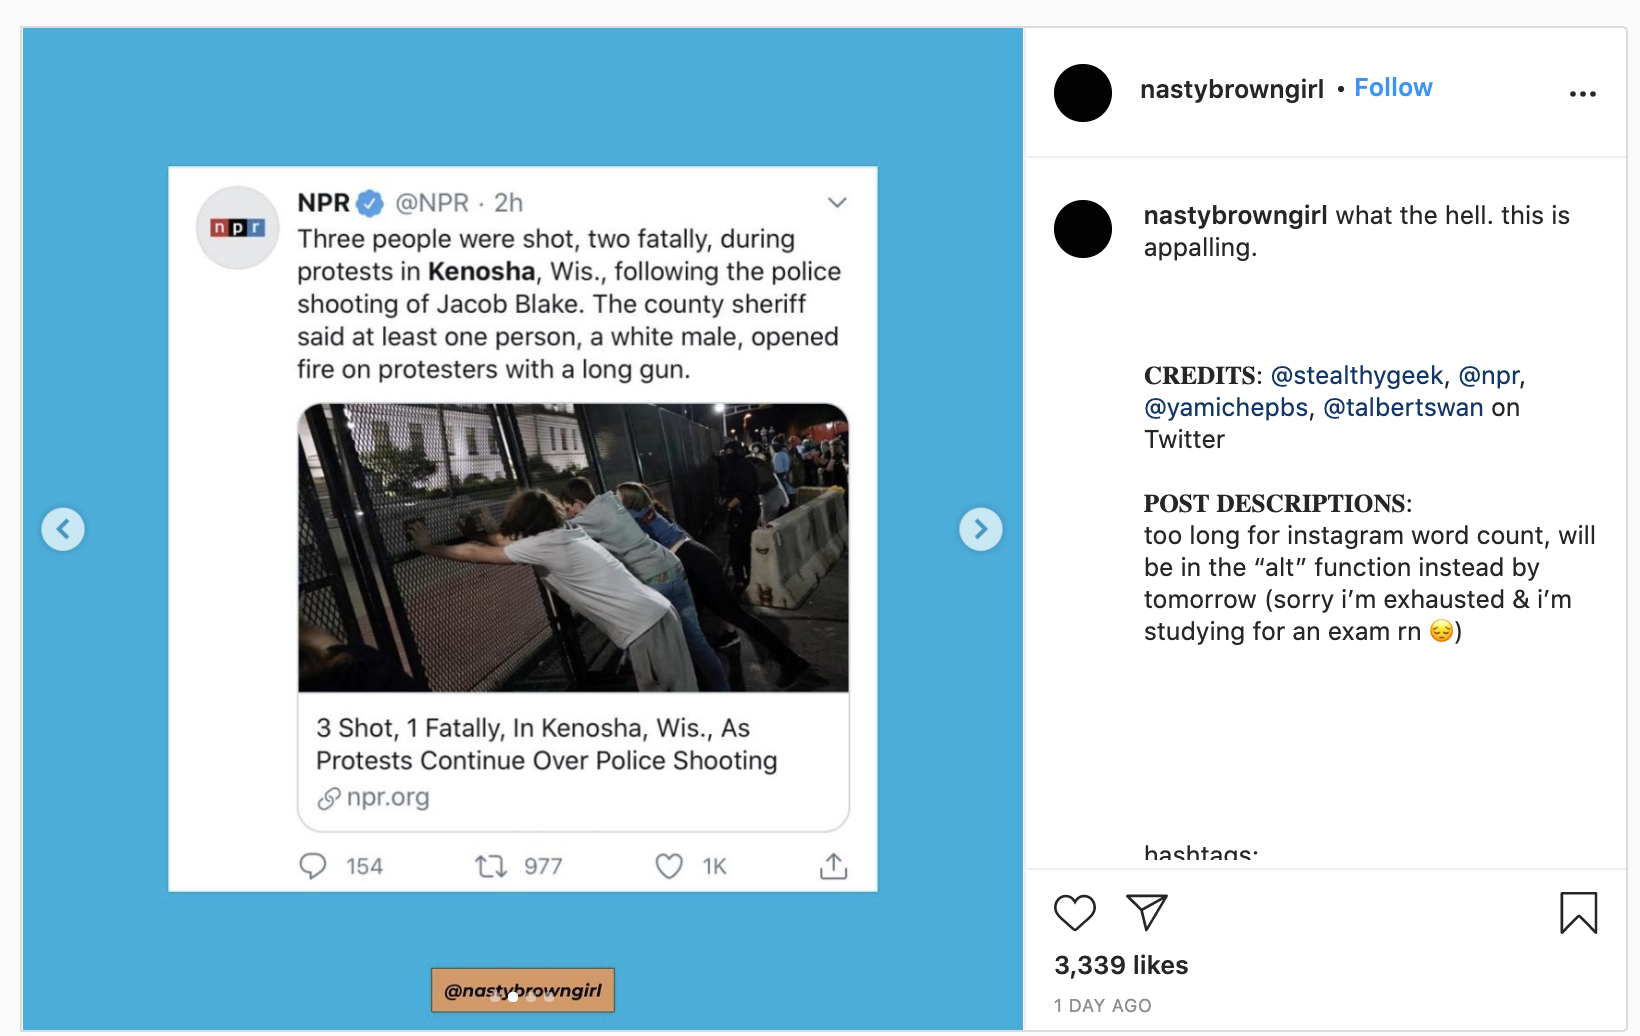 npr
NPR @NPR · 2h
Three people were shot, two fatally, during
protests in Kenosha, Wis., following the police
shooting of Jacob Blake. The county sheriff
said at least one person, a white male, opened
fire on protesters with a long gun.
3 Shot, 1 Fatally, In Kenosha, Wis., As
Protests Continue Over Police Shooting
npr.org
154 977 1K
@nastybrowngirl
nastybrowngirl • Follow
nastybrowngirl what the hell. this is
appalling.
CREDITS: @stealthygeek, @npr,
@yamichepbs, @talbertswan on
Twitter
POST DESCRIPTIONS:
too long for instagram word count, will
be in the “alt” function instead by
tomorrow (sorry i’m exhausted & i’m
studying for an exam rn 😔)
hashtags:
3,339 likes
1 DAY AGO